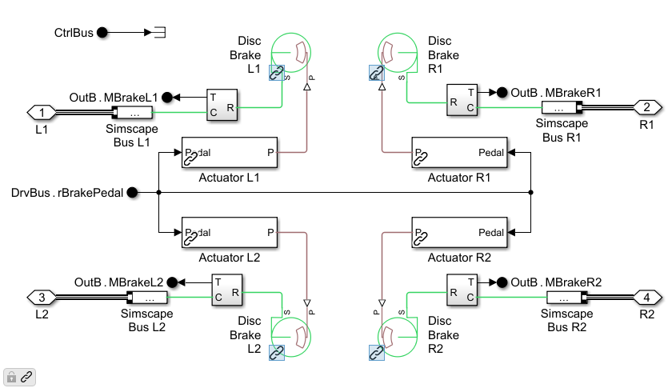 CtrlBus
Disc
Brake
L1
S
P
Disc
Brake
R1
S
P
OutB . MBrakeL1
T
C
R
1
L1
...
Simscape
Bus L1
R
T
C
OutB . MBrakeR1
...
Simscape
Bus R1
2
R1
Pedal
P
Actuator L1
P
Pedal
Actuator R1
DrvBus . rBrakePedal
Pedal
P
Actuator L2
P
Pedal
Actuator R2
OutB . MBrakeL2
T
C
R
3
L2
...
Simscape
Bus L2
S
P
Disc
Brake
L2
P
S
Disc
Brake
R2
R
T
C
OutB . MBrakeR2
...
Simscape
Bus R2
4
R2